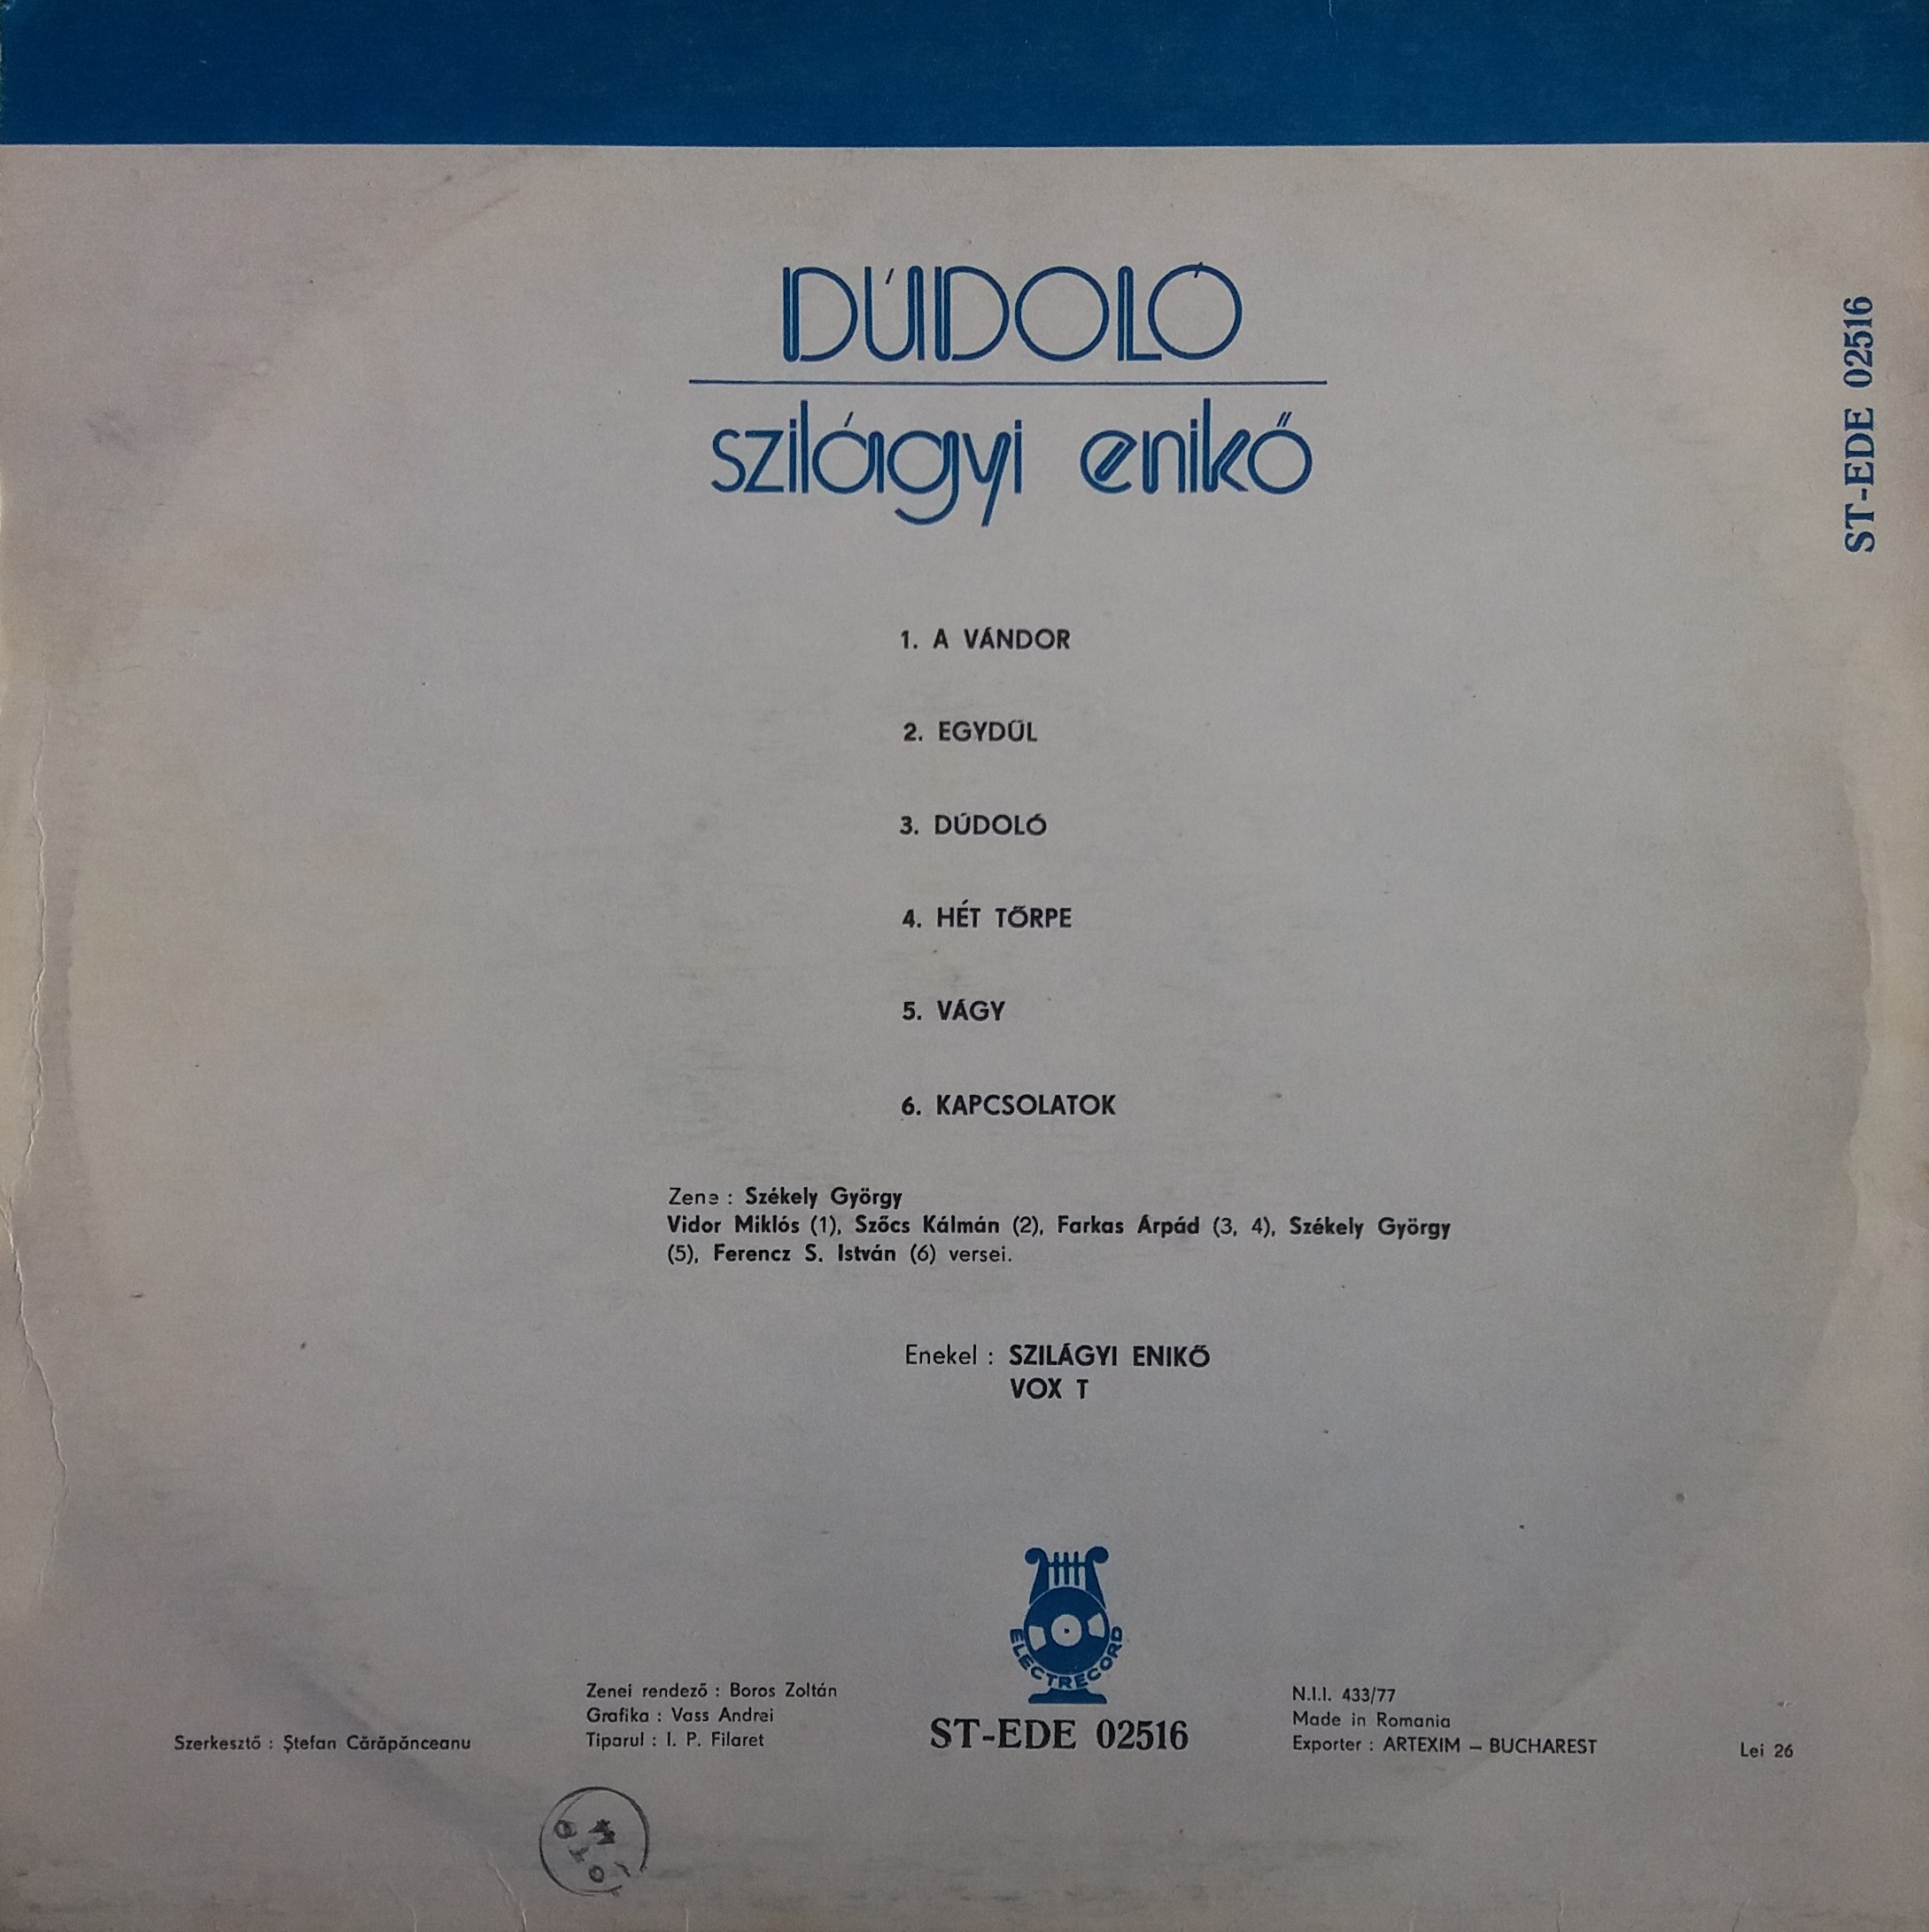 DÚDOLÓ
szilágyi enikő
ST-EDE 02516
1. A VÁNDOR
2. EGYDŰL
3. DÚDOLÓ
4. HÉT TŐRPE
5. VÁGY
6. KAPCSOLATOK
Zene : Székely György
Vidor Miklós (1), Szőcs Kálmán (2), Farkas Árpád (3, 4), Székely György
(5), Ferencz S. István (6) versei.
Enekel : SZILÁGYI ENIKŐ
VOX T
ELECTRECORD
ST-EDE 02516
Szerkesztő : Ştefan Cărăpănceanu
Zenei rendező : Boros Zoltán
Grafika : Vass Andrei
Tiparul : I. P. Filaret
N.I.I. 433/77
Made in Romania
Exporter : ARTEXIM – BUCHAREST
Lei 26